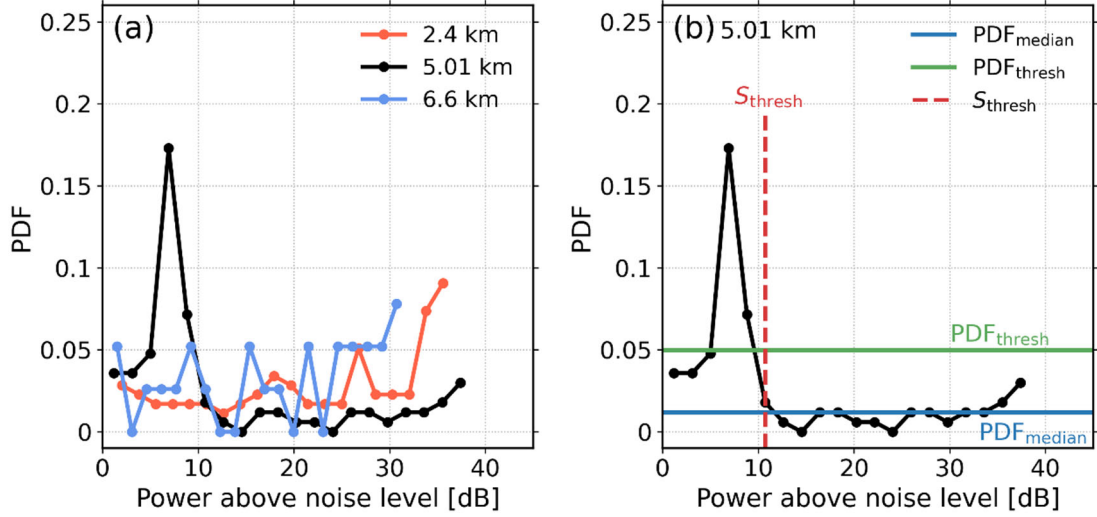 (a)
2.4 km
5.01 km
6.6 km
PDF
0.25
0.2
0.15
0.1
0.05
0
0 10 20 30 40
Power above noise level [dB]
(b) 5.01 km
PDFmedian
PDFthresh
Sthresh
Sthresh
PDFthresh
PDFmedian
PDF
0.25
0.2
0.15
0.1
0.05
0
0 10 20 30 40
Power above noise level [dB]